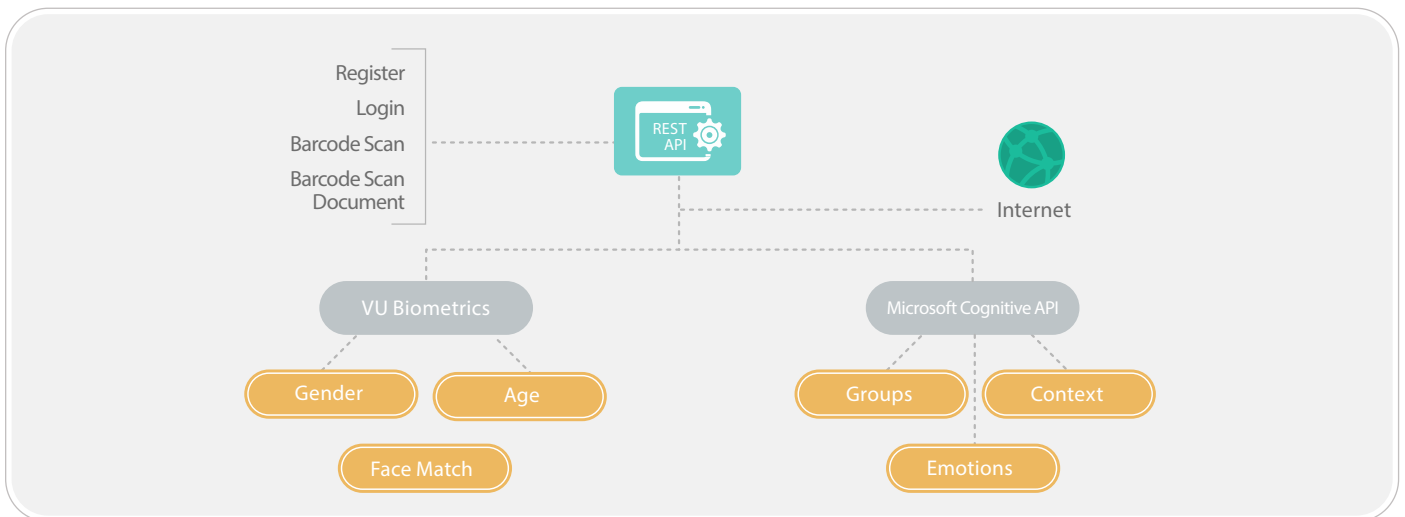 Register
Login
Barcode Scan
Barcode Scan
Document
REST
API
Internet
VU Biometrics
Microsoft Cognitive API
Gender
Age
Groups
Context
Face Match
Emotions